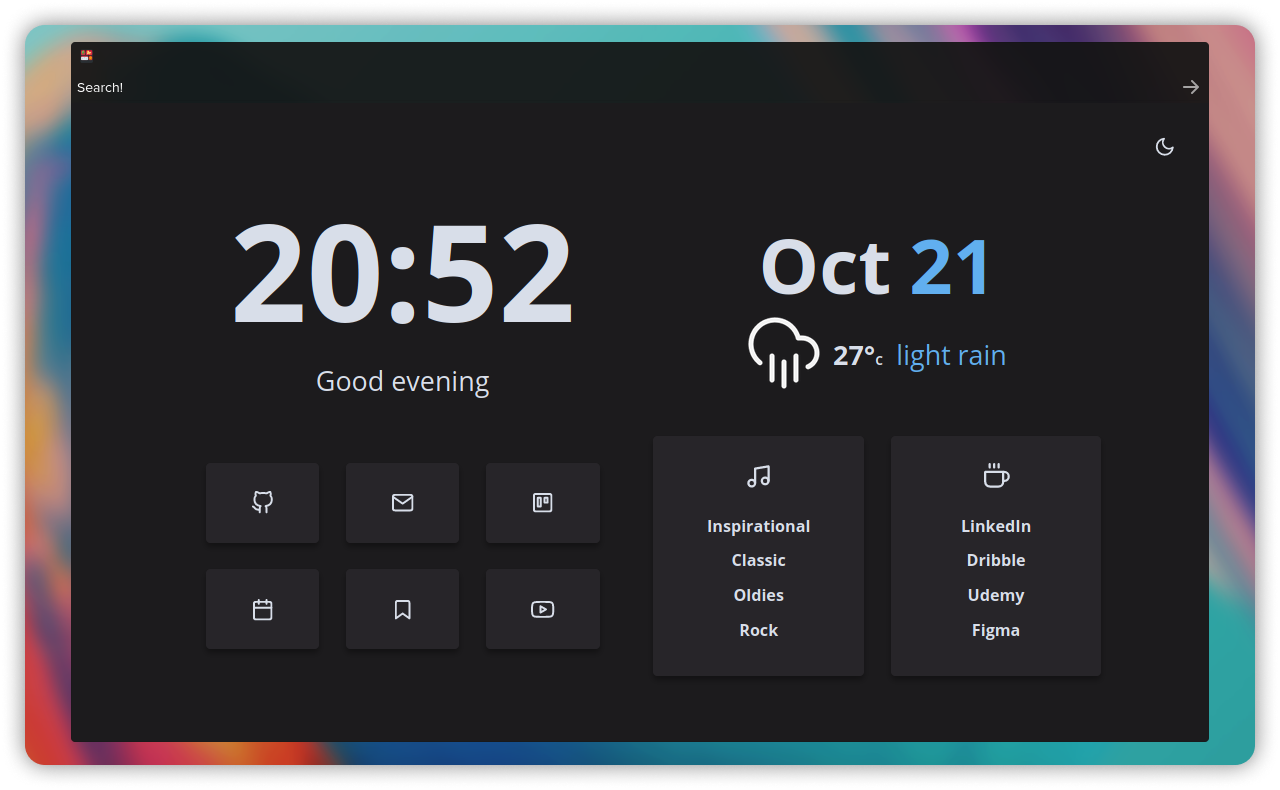 Search!
20:52
Good evening
Oct 21
27°c light rain
Inspirational
Classic
Oldies
Rock
LinkedIn
Dribble
Udemy
Figma